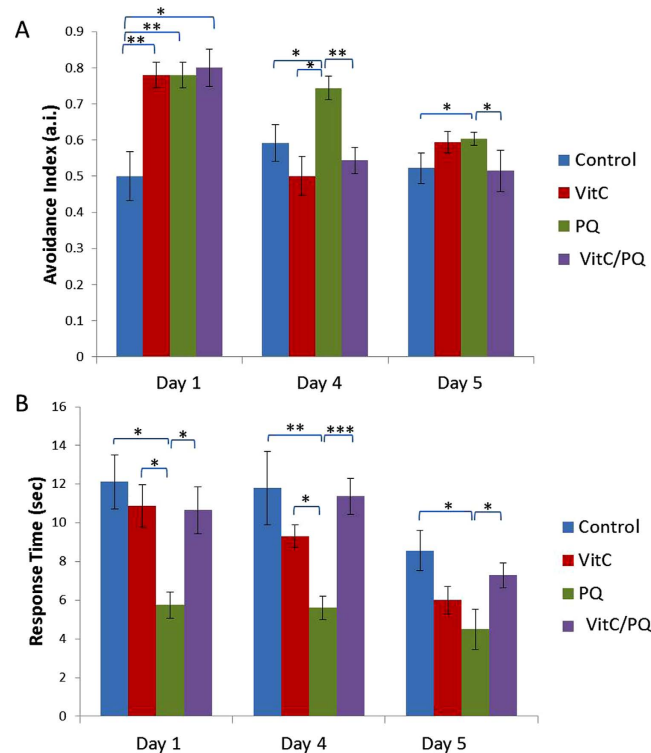 A
Avoidance Index (a.i.)
0.9
0.8
0.7
0.6
0.5
0.4
0.3
0.2
0.1
0
*
**
**
*
*
**
*
*
Day 1
Day 4
Day 5
Control
VitC
PQ
VitC/PQ
B
Response Time (sec)
16
14
12
10
8
6
4
2
0
*
*
*
**
***
*
*
*
Day 1
Day 4
Day 5
Control
VitC
PQ
VitC/PQ